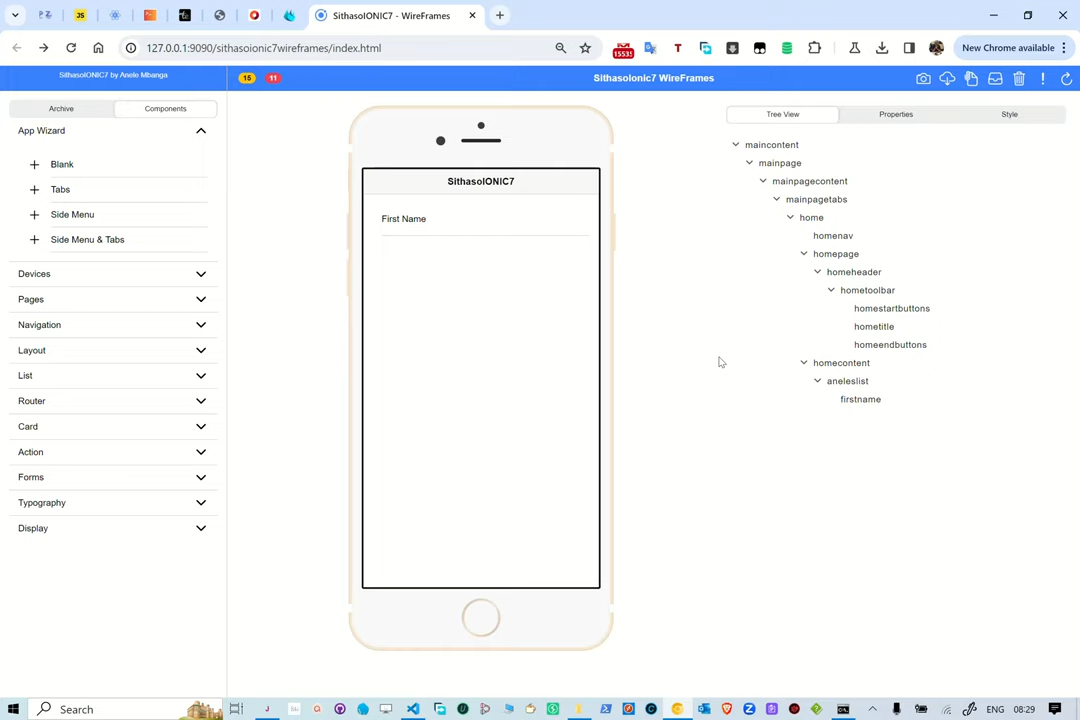 SithasoIONIC7 - WireFrames
127.0.0.1:9090/sithasoionic7wireframes/index.html
15531
New Chrome available
SithasoIONIC7 by Anele Mbanga
15
11
SithasoIonic7 WireFrames
Archive
Components
App Wizard
Blank
Tabs
Side Menu
Side Menu & Tabs
Devices
Pages
Navigation
Layout
List
Router
Card
Action
Forms
Typography
Display
SithasoIONIC7
First Name
Tree View
Properties
Style
maincontent
mainpage
mainpagecontent
mainpagetabs
home
homenav
homepage
homeheader
hometoolbar
homestartbuttons
hometitle
homeendbuttons
homecontent
aneleslist
firstname
Search
ENG
08:29